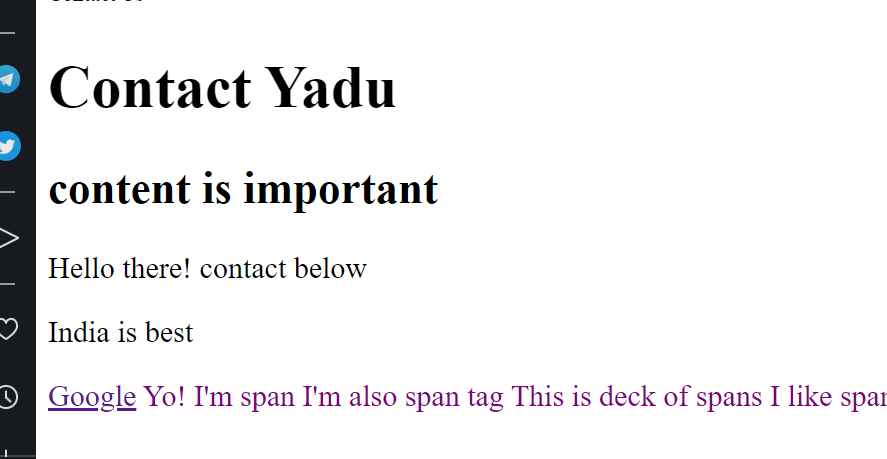 Contact Yadu
content is important
Hello there! contact below
India is best
Google Yo! I'm span I'm also span tag This is deck of spans I like